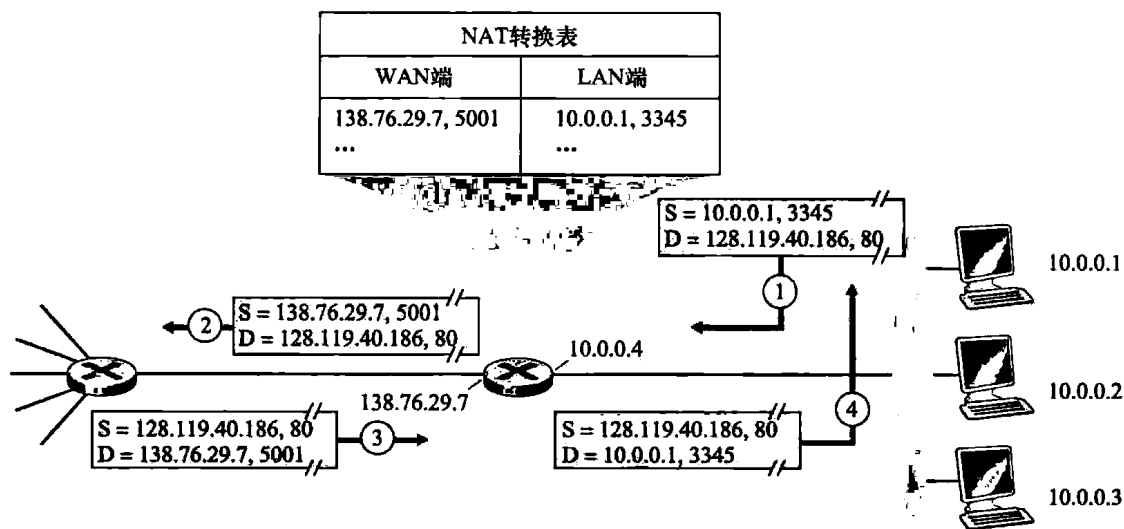 NAT转换表
WAN端 LAN端
138.76.29.7, 5001 10.0.0.1, 3345
... ...
S = 10.0.0.1, 3345
D = 128.119.40.186, 80
1
10.0.0.1
2
S = 138.76.29.7, 5001
D = 128.119.40.186, 80
10.0.0.4
138.76.29.7
10.0.0.2
S = 128.119.40.186, 80
D = 138.76.29.7, 5001
3
S = 128.119.40.186, 80
D = 10.0.0.1, 3345
4
10.0.0.3